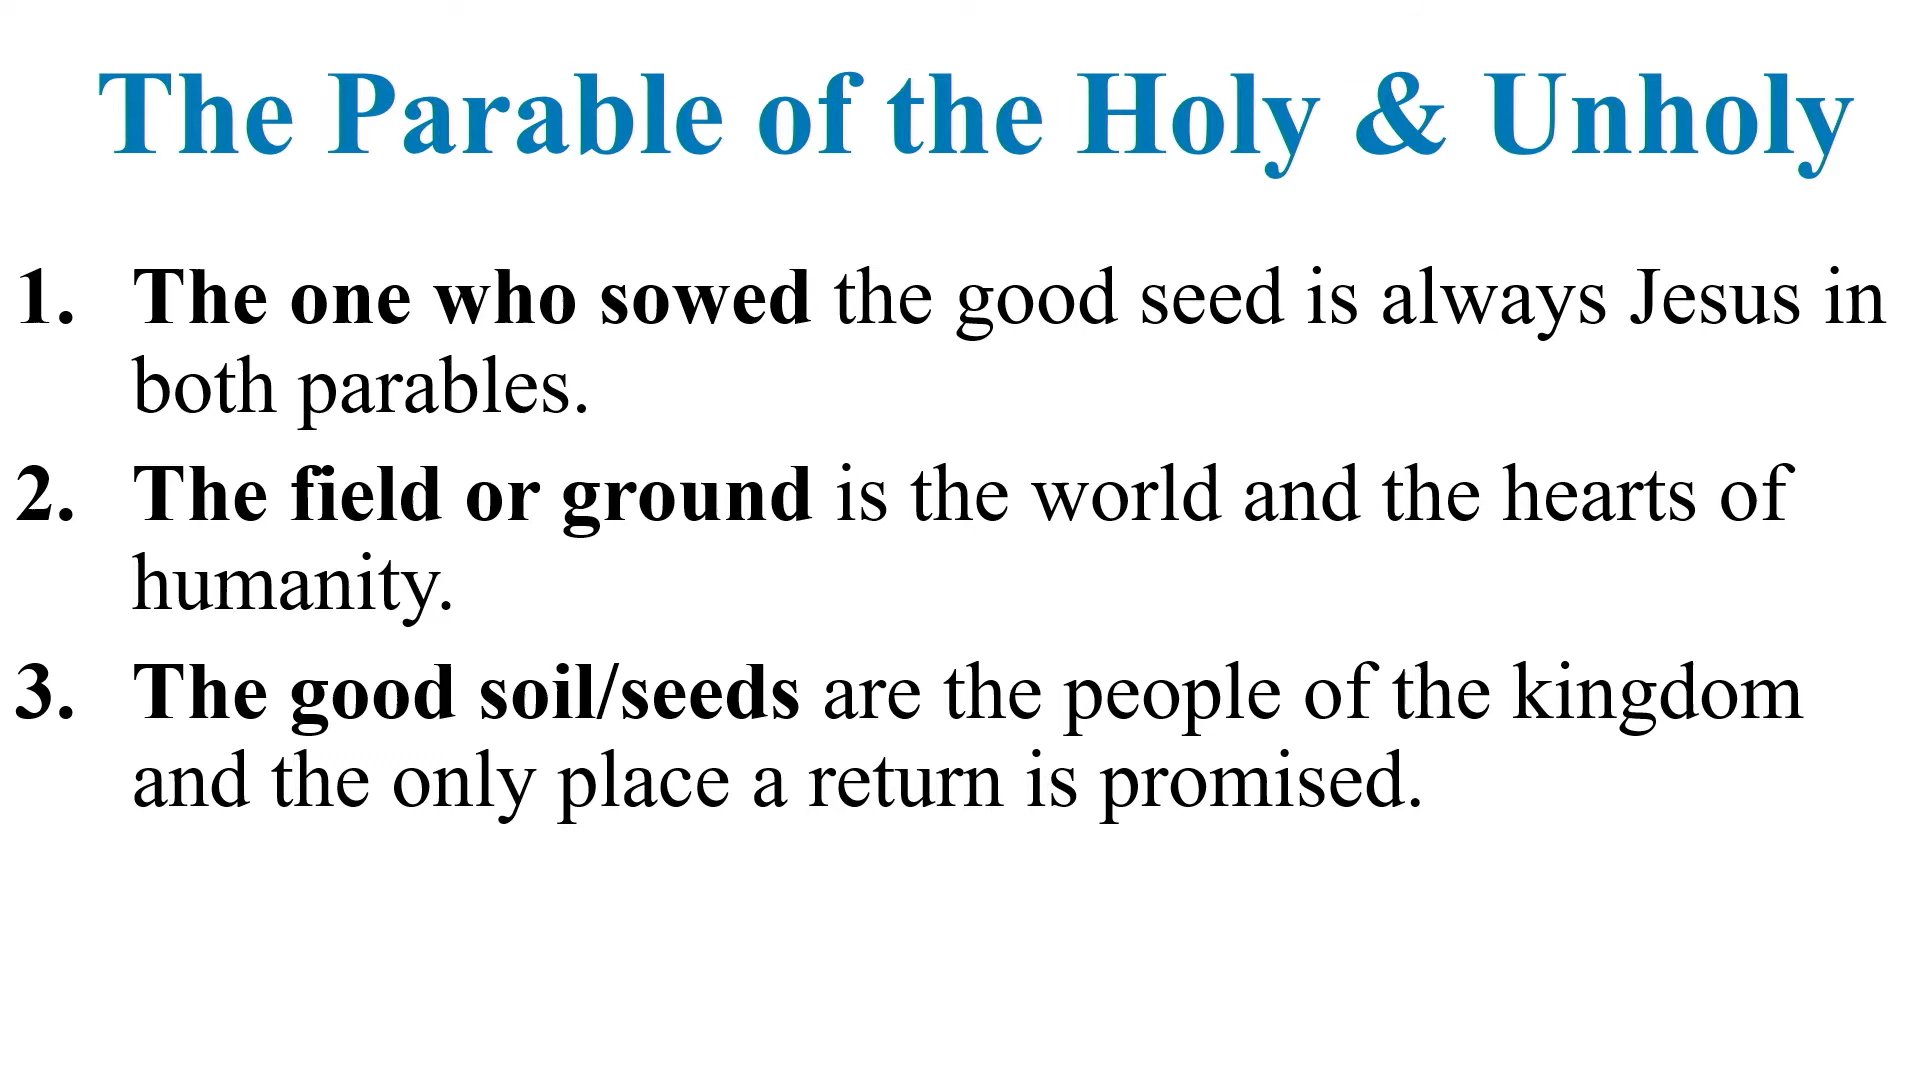 The Parable of the Holy & Unholy
1. The one who sowed the good seed is always Jesus in
both parables.
2. The field or ground is the world and the hearts of
humanity.
3. The good soil/seeds are the people of the kingdom
and the only place a return is promised.